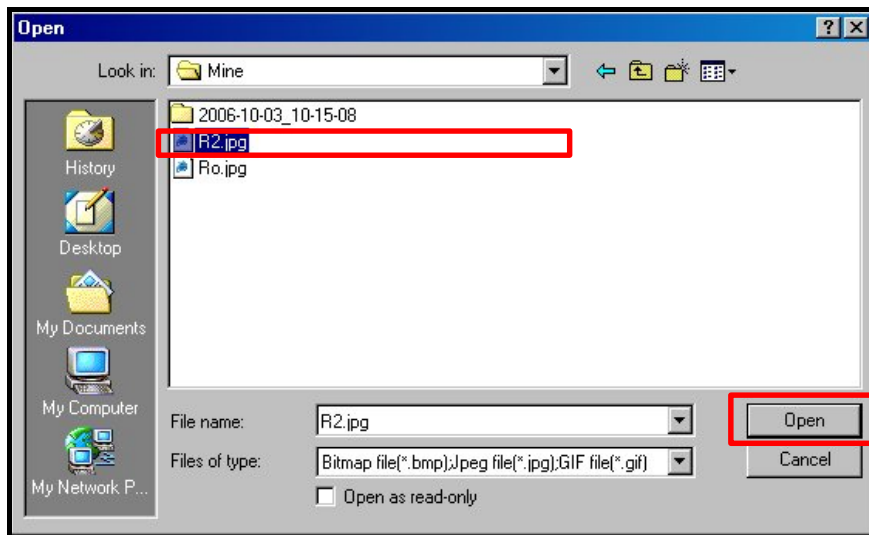 Open
Look in: Mine
2006-10-03_10-15-08
R2.jpg
Ro.jpg
History
Desktop
My Documents
My Computer
My Network P...
File name: R2.jpg Open
Files of type: Bitmap file(*.bmp);Jpeg file(*.jpg);GIF file(*.gif) Cancel
Open as read-only